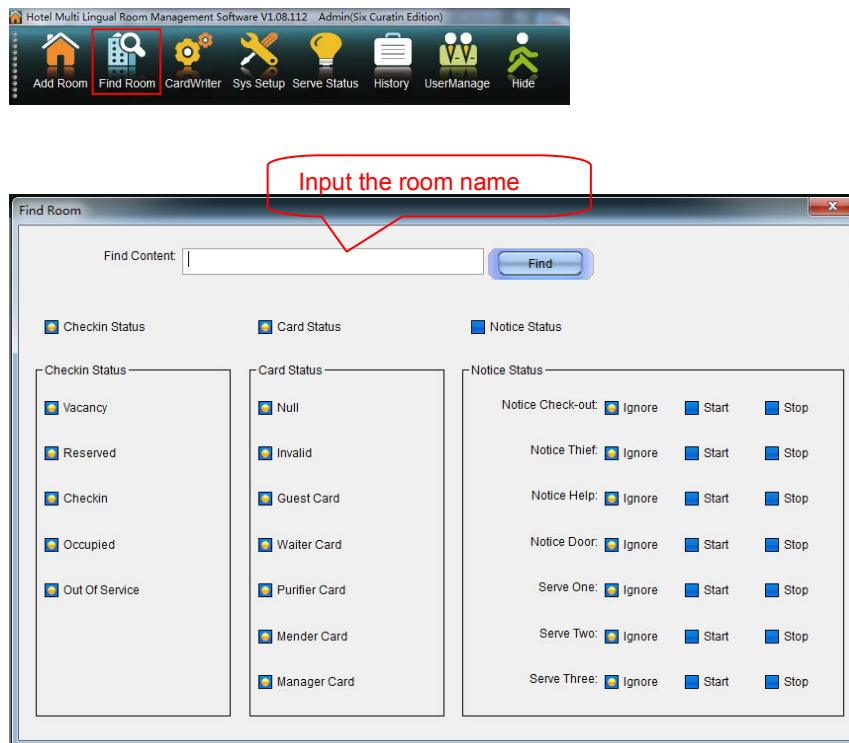 Hotel Multi Lingual Room Management Software V1.08.112 Admin(Six Curatin Edition)
Add Room Find Room CardWriter Sys Setup Serve Status History UserManage Hide
Input the room name
Find Room x
Find Content: Find
Checkin Status Card Status Notice Status
Checkin Status Card Status Notice Status
Vacancy Null Notice Check-out: Ignore Start Stop
Reserved Invalid Notice Thief: Ignore Start Stop
Checkin Guest Card Notice Help: Ignore Start Stop
Occupied Waiter Card Notice Door: Ignore Start Stop
Out Of Service Purifier Card Serve One: Ignore Start Stop
Mender Card Serve Two: Ignore Start Stop
Manager Card Serve Three: Ignore Start Stop